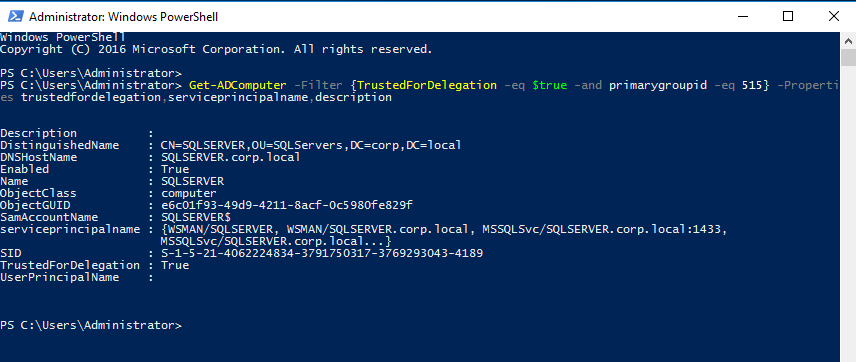 Administrator: Windows PowerShell
Windows PowerShell
Copyright (C) 2016 Microsoft Corporation. All rights reserved.
PS C:\Users\Administrator>
PS C:\Users\Administrator> Get-ADComputer -Filter {TrustedForDelegation -eq $true -and primarygroupid -eq 515} -Properti
es trustedfordelegation,serviceprincipalname,description
Description          :
DistinguishedName    : CN=SQLSERVER,OU=SQLServers,DC=corp,DC=local
DNSHostName          : SQLSERVER.corp.local
Enabled              : True
Name                 : SQLSERVER
ObjectClass          : computer
ObjectGUID           : e6c01f93-49d9-4211-8acf-0c5980fe829f
SamAccountName       : SQLSERVER$
serviceprincipalname : {WSMAN/SQLSERVER, WSMAN/SQLSERVER.corp.local, MSSQLSvc/SQLSERVER.corp.local:1433,
                       MSSQLSvc/SQLSERVER.corp.local...}
SID                  : S-1-5-21-4062224834-3791750317-3769293043-4189
TrustedForDelegation : True
UserPrincipalName    :
PS C:\Users\Administrator>